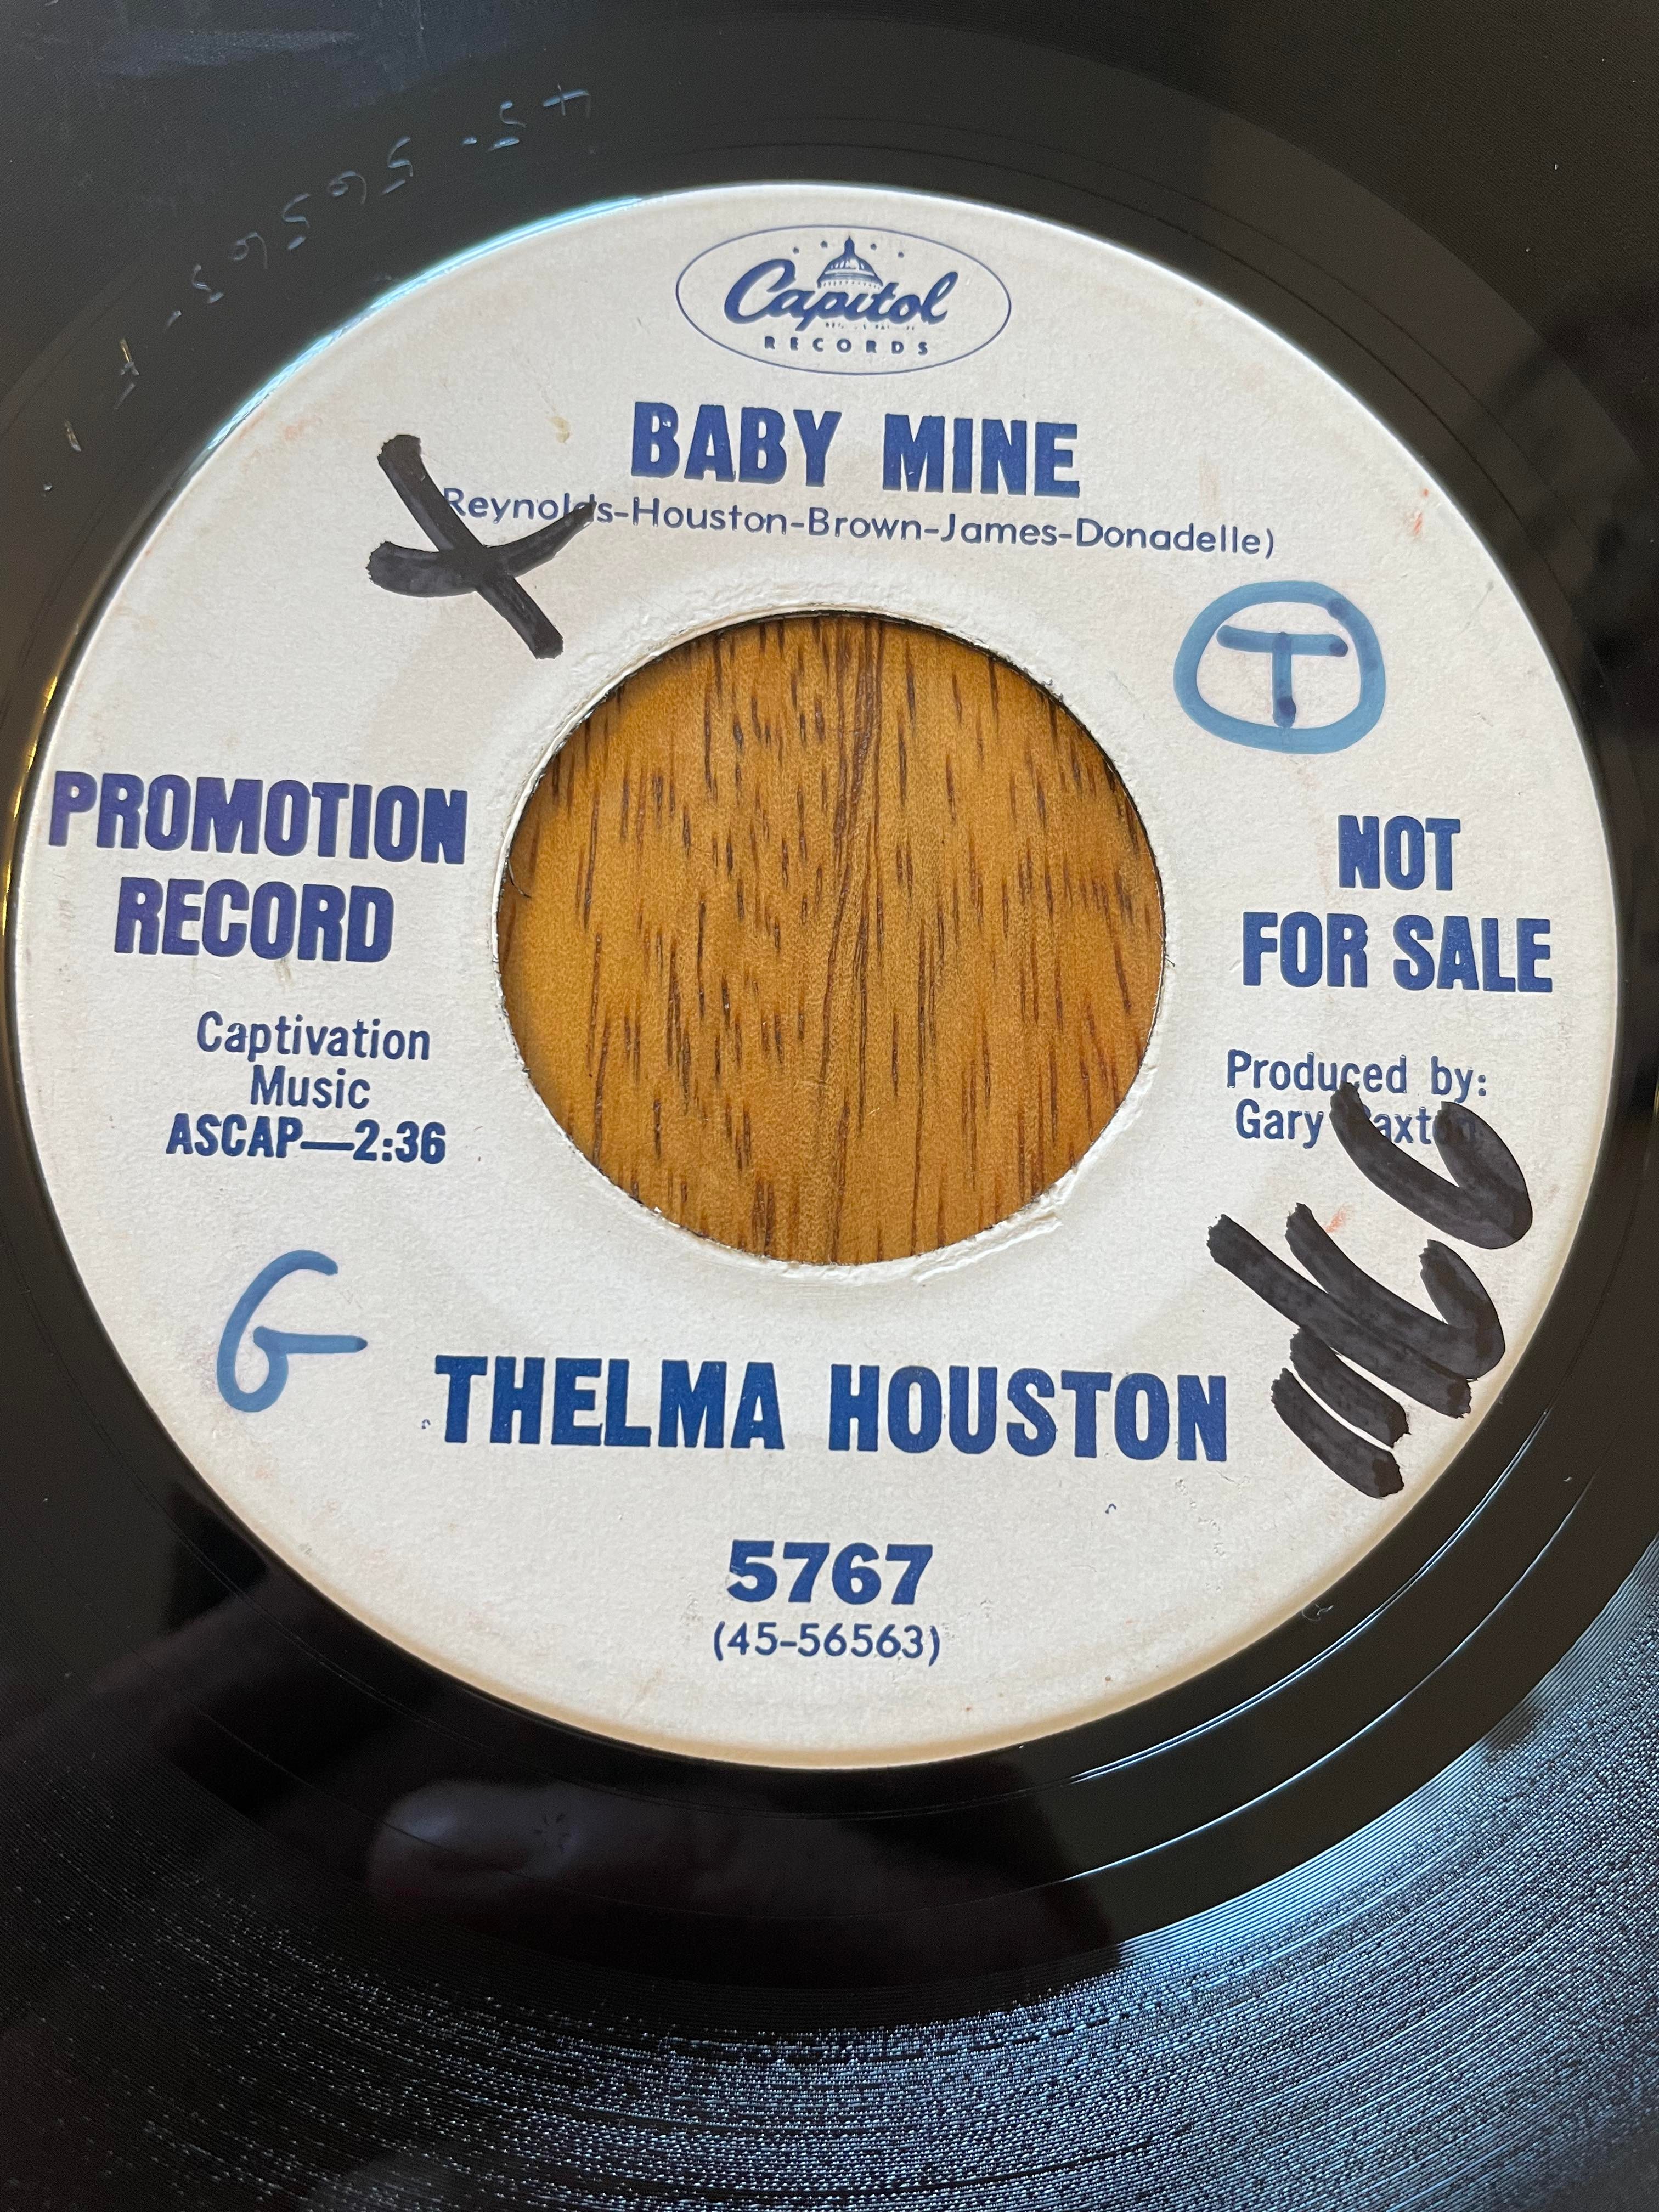 Capitol
RECORDS
BABY MINE
Reynolds-Houston-Brown-James-Donadelle)
T
PROMOTION
RECORD
NOT
FOR SALE
Captivation
Music
ASCAP—2:36
Produced by:
Gary Paxton
G
THELMA HOUSTON
5767
(45-56563)